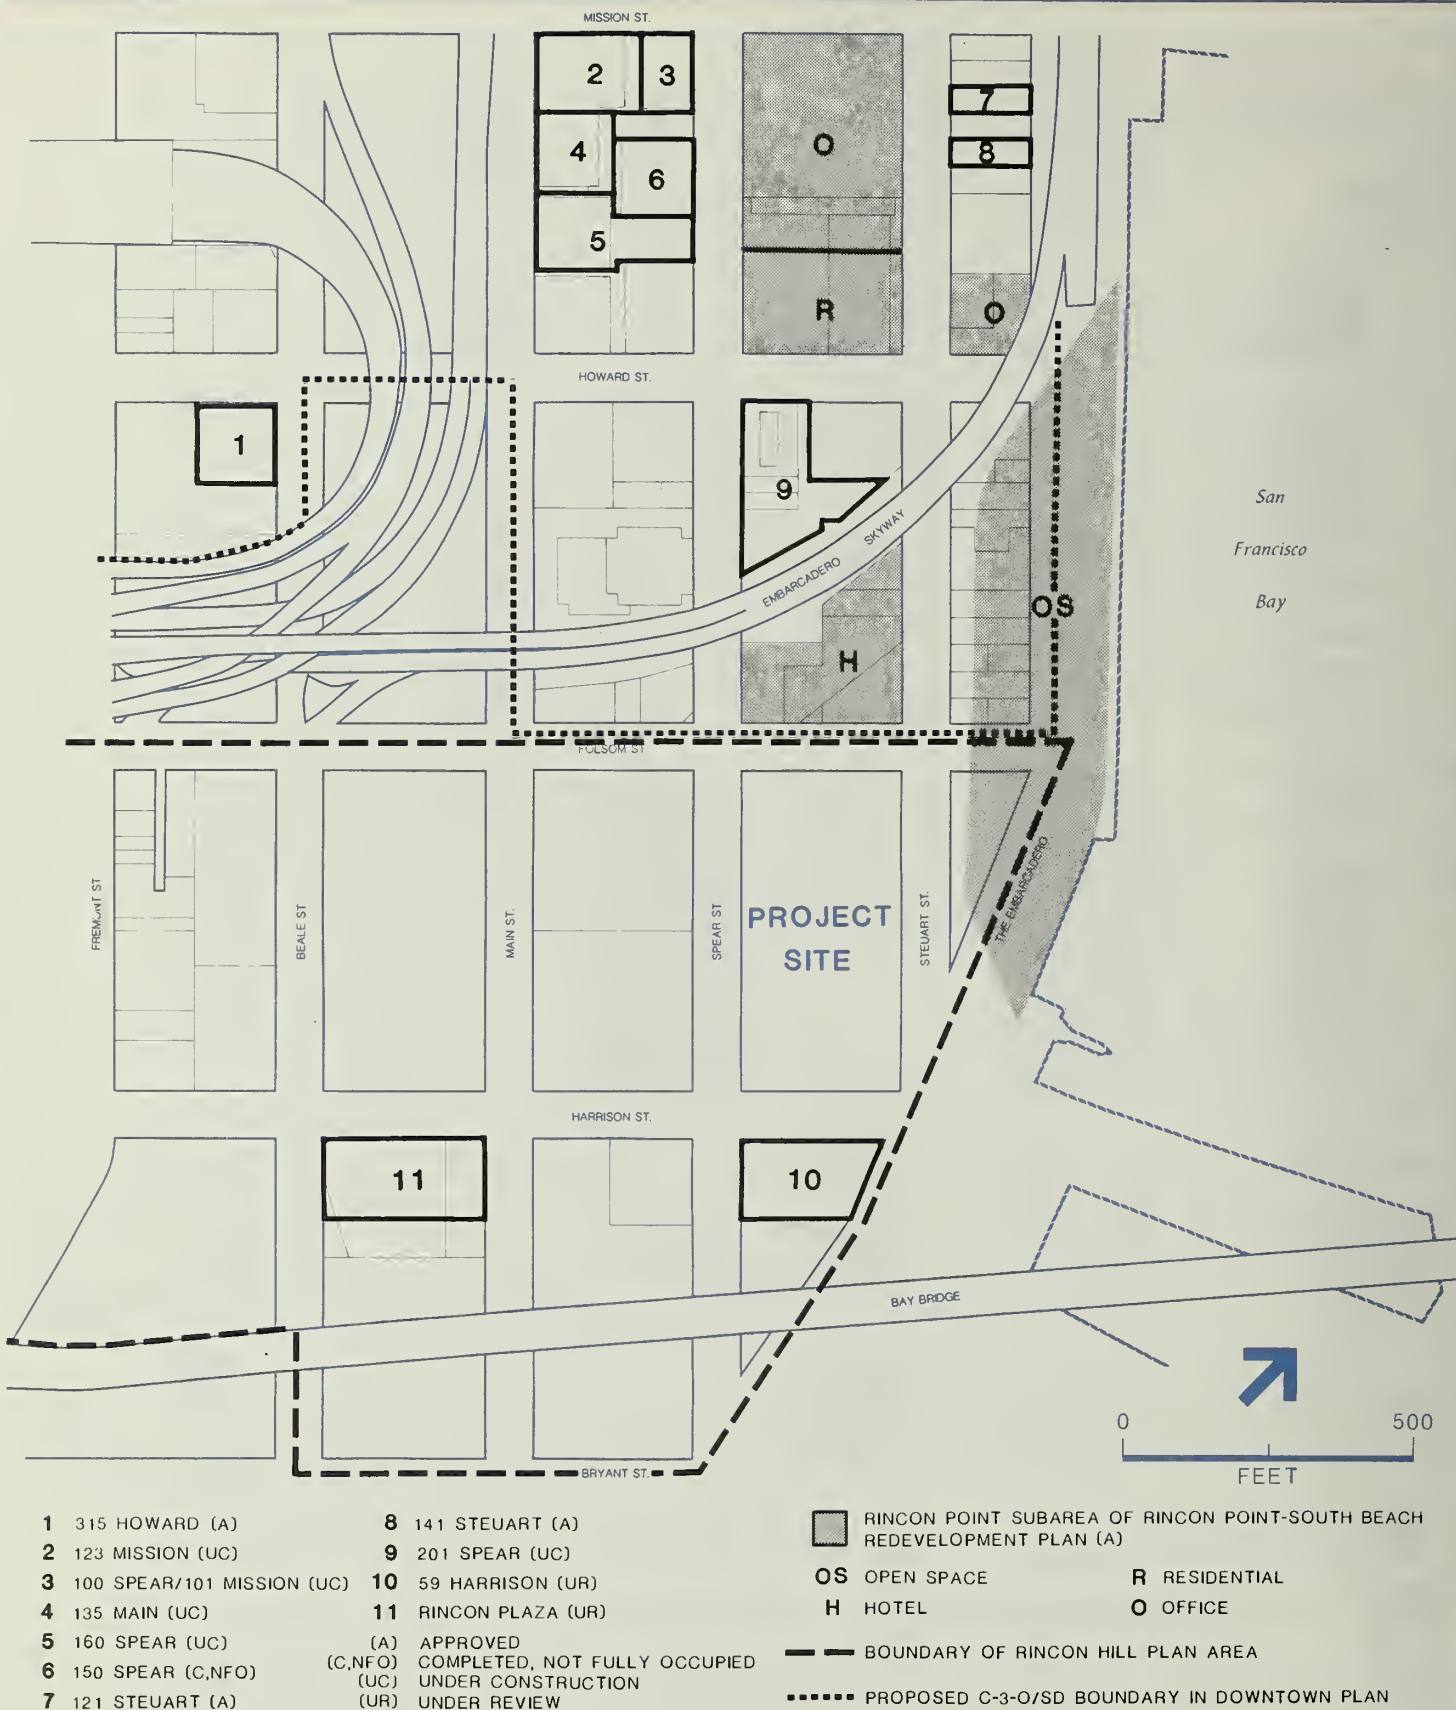 MISSION ST.
2
3
7
4
O
8
6
5
R
O
HOWARD ST.
1
9
San
Francisco
Bay
EMBARCADERO SKYWAY
OS
H
FOLSOM ST
THE EMBARCADERO
FREMONT ST
BEALE ST
MAIN ST.
SPEAR ST
PROJECT
SITE
STEUART ST.
HARRISON ST.
11
10
BAY BRIDGE
BRYANT ST.
0 500
FEET
1 315 HOWARD (A)
2 123 MISSION (UC)
3 100 SPEAR/101 MISSION (UC)
4 135 MAIN (UC)
5 160 SPEAR (UC)
6 150 SPEAR (C,NFO)
7 121 STEUART (A)
8 141 STEUART (A)
9 201 SPEAR (UC)
10 59 HARRISON (UR)
11 RINCON PLAZA (UR)
(A) APPROVED
(C,NFO) COMPLETED, NOT FULLY OCCUPIED
(UC) UNDER CONSTRUCTION
(UR) UNDER REVIEW
RINCON POINT SUBAREA OF RINCON POINT-SOUTH BEACH
REDEVELOPMENT PLAN (A)
OS OPEN SPACE
R RESIDENTIAL
H HOTEL
O OFFICE
BOUNDARY OF RINCON HILL PLAN AREA
PROPOSED C-3-O/SD BOUNDARY IN DOWNTOWN PLAN